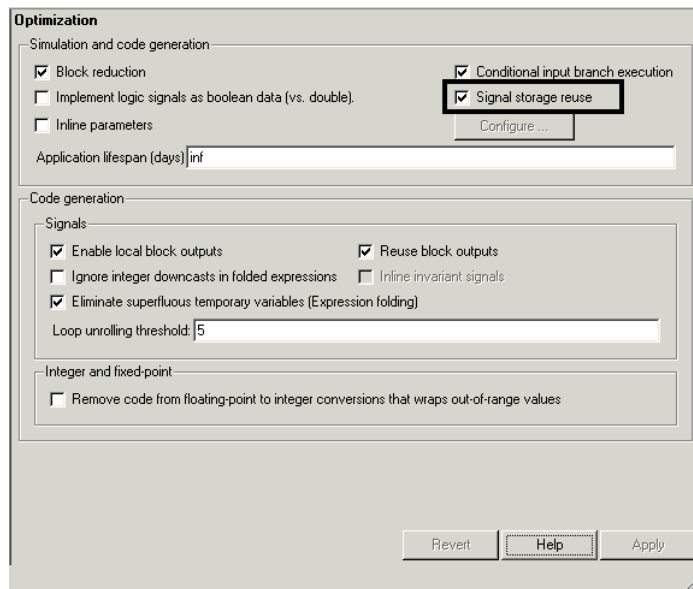 Optimization
Simulation and code generation
Block reduction
Conditional input branch execution
Implement logic signals as boolean data (vs. double).
Signal storage reuse
Inline parameters
Configure ...
Application lifespan (days) inf
Code generation
Signals
Enable local block outputs
Reuse block outputs
Ignore integer downcasts in folded expressions
Inline invariant signals
Eliminate superfluous temporary variables (Expression folding)
Loop unrolling threshold: 5
Integer and fixed-point
Remove code from floating-point to integer conversions that wraps out-of-range values
Revert
Help
Apply